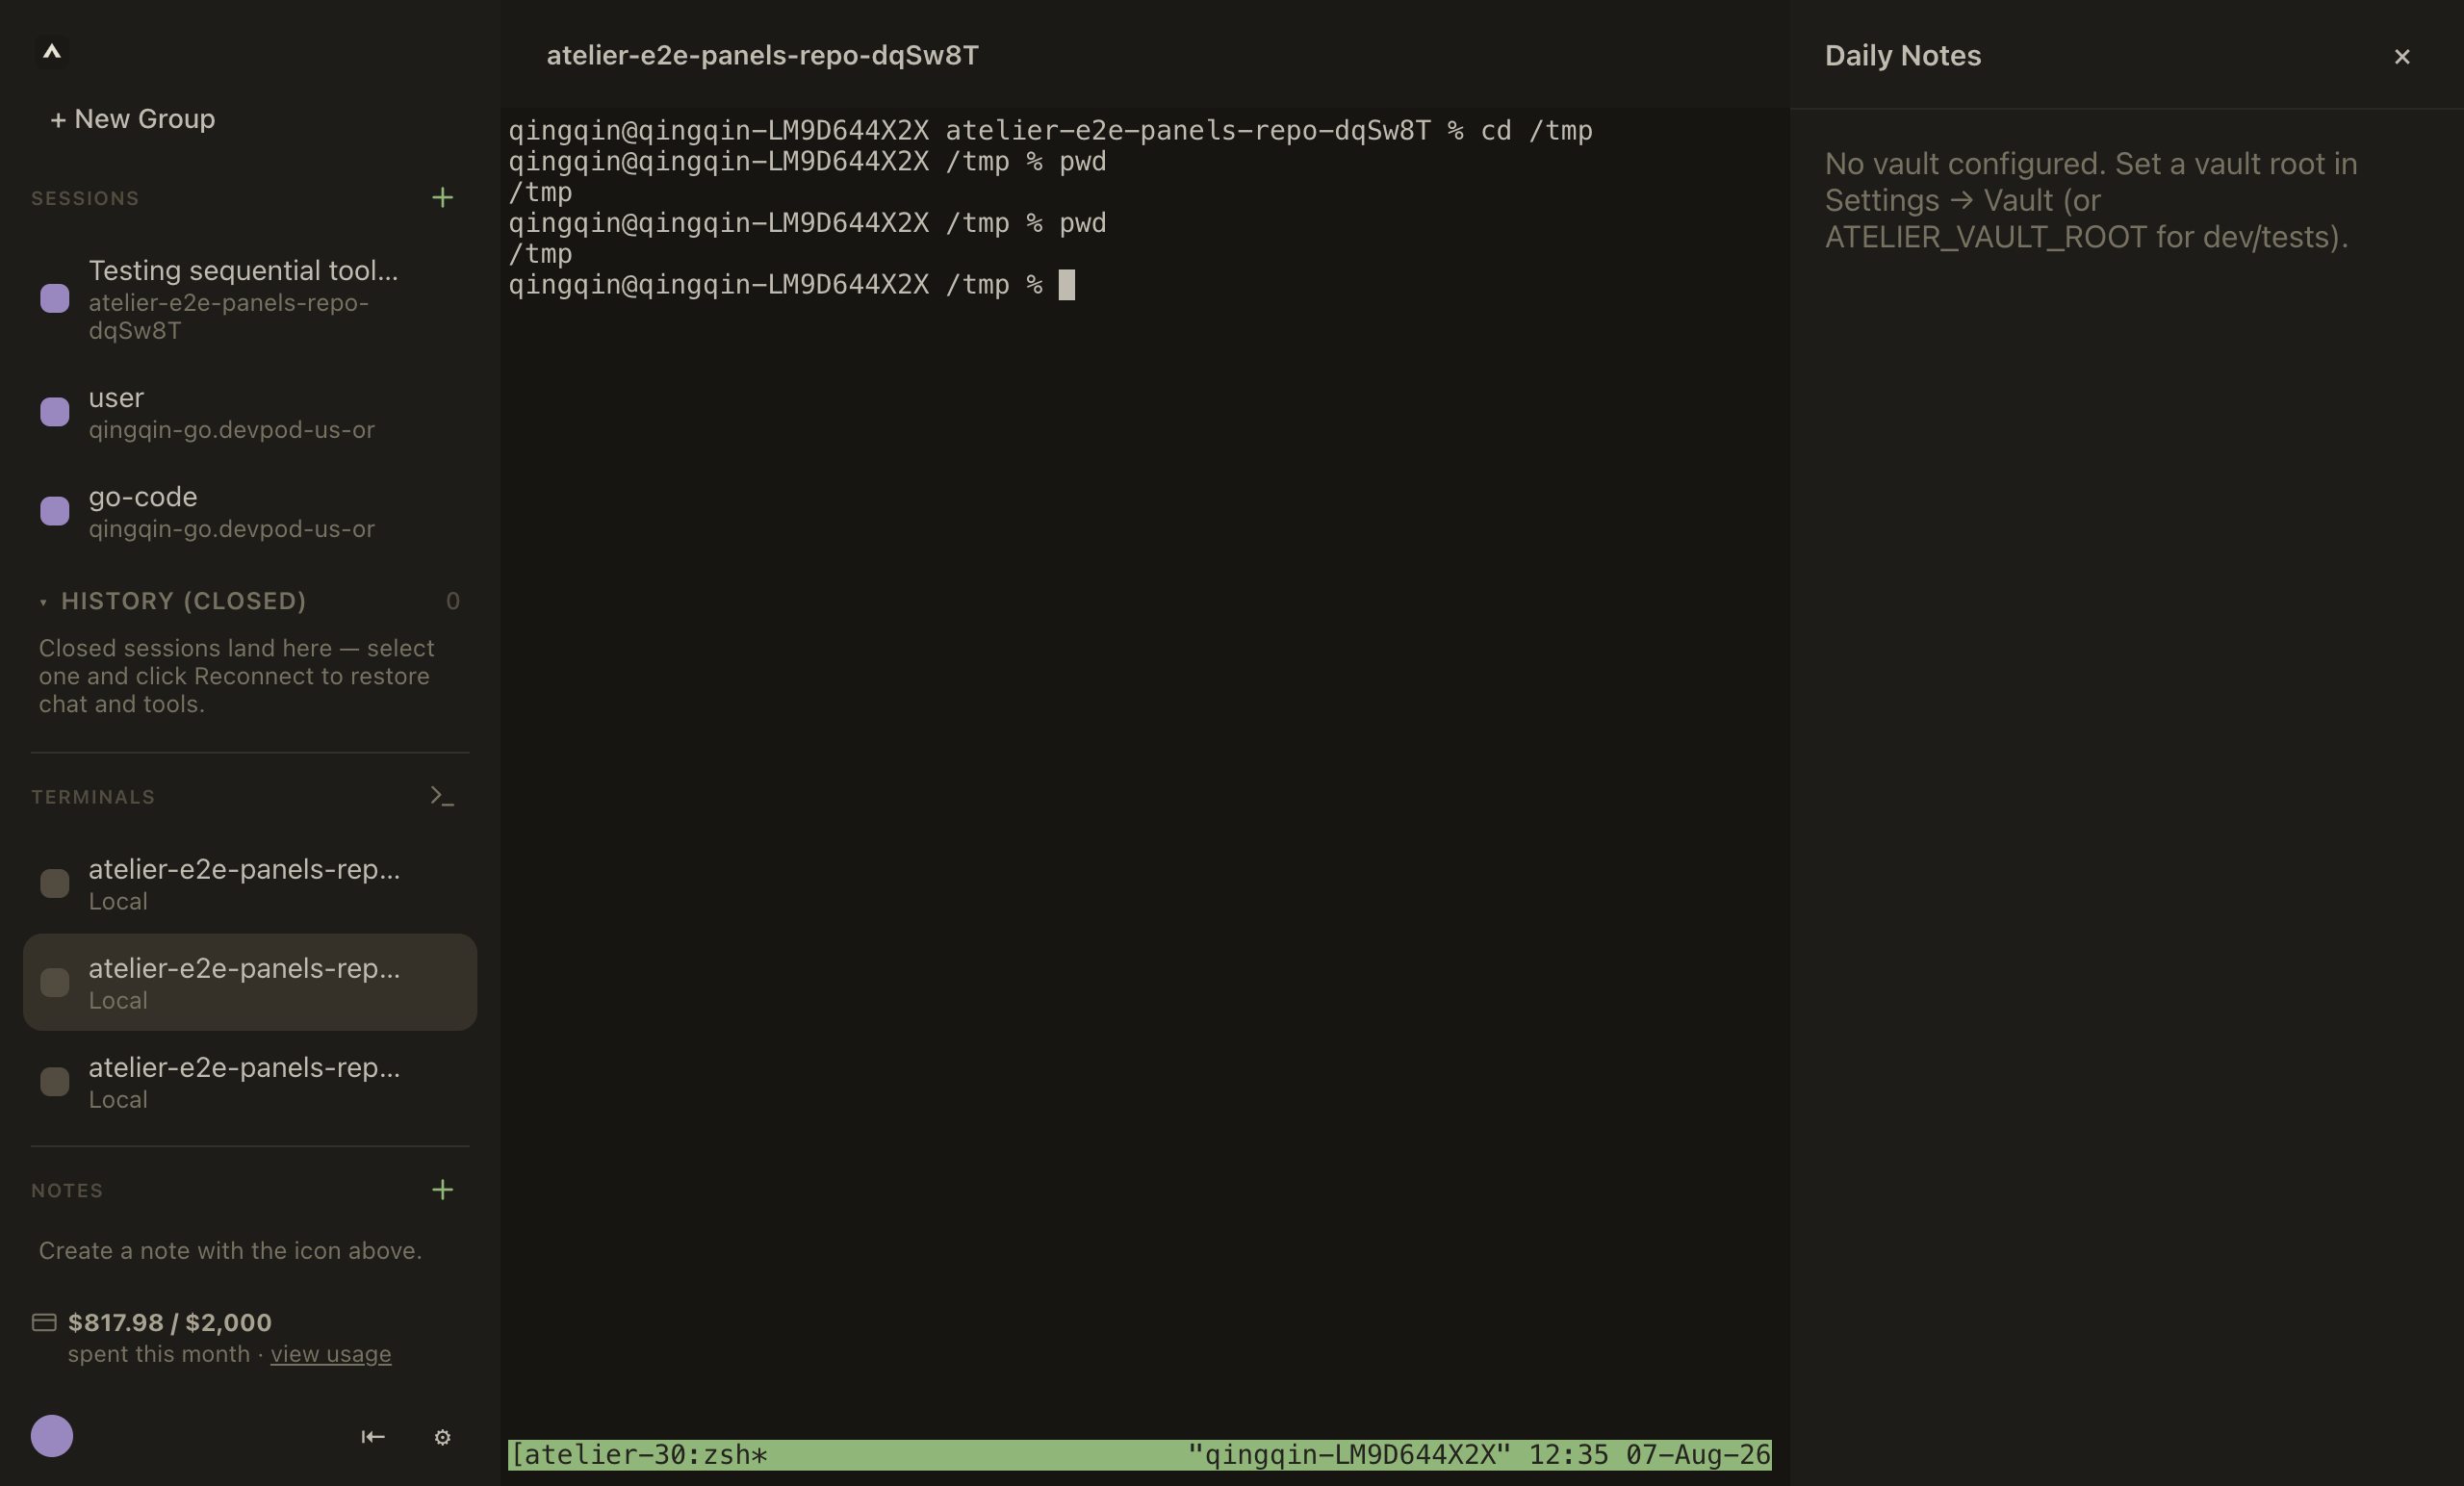 + New Group
SESSIONS
Testing sequential tool...
atelier-e2e-panels-repo-
dqSw8T
user
qingqin-go.devpod-us-or
go-code
qingqin-go.devpod-us-or
HISTORY (CLOSED) 0
Closed sessions land here — select
one and click Reconnect to restore
chat and tools.
TERMINALS
atelier-e2e-panels-rep...
Local
atelier-e2e-panels-rep...
Local
atelier-e2e-panels-rep...
Local
NOTES
Create a note with the icon above.
$817.98 / $2,000
spent this month · view usage
atelier-e2e-panels-repo-dqSw8T
qingqin@qingqin-LM9D644X2X atelier-e2e-panels-repo-dqSw8T % cd /tmp
qingqin@qingqin-LM9D644X2X /tmp % pwd
/tmp
qingqin@qingqin-LM9D644X2X /tmp % pwd
/tmp
qingqin@qingqin-LM9D644X2X /tmp %
[atelier-30:zsh* "qingqin-LM9D644X2X" 12:35 07-Aug-26
Daily Notes
No vault configured. Set a vault root in
Settings → Vault (or
ATELIER_VAULT_ROOT for dev/tests).